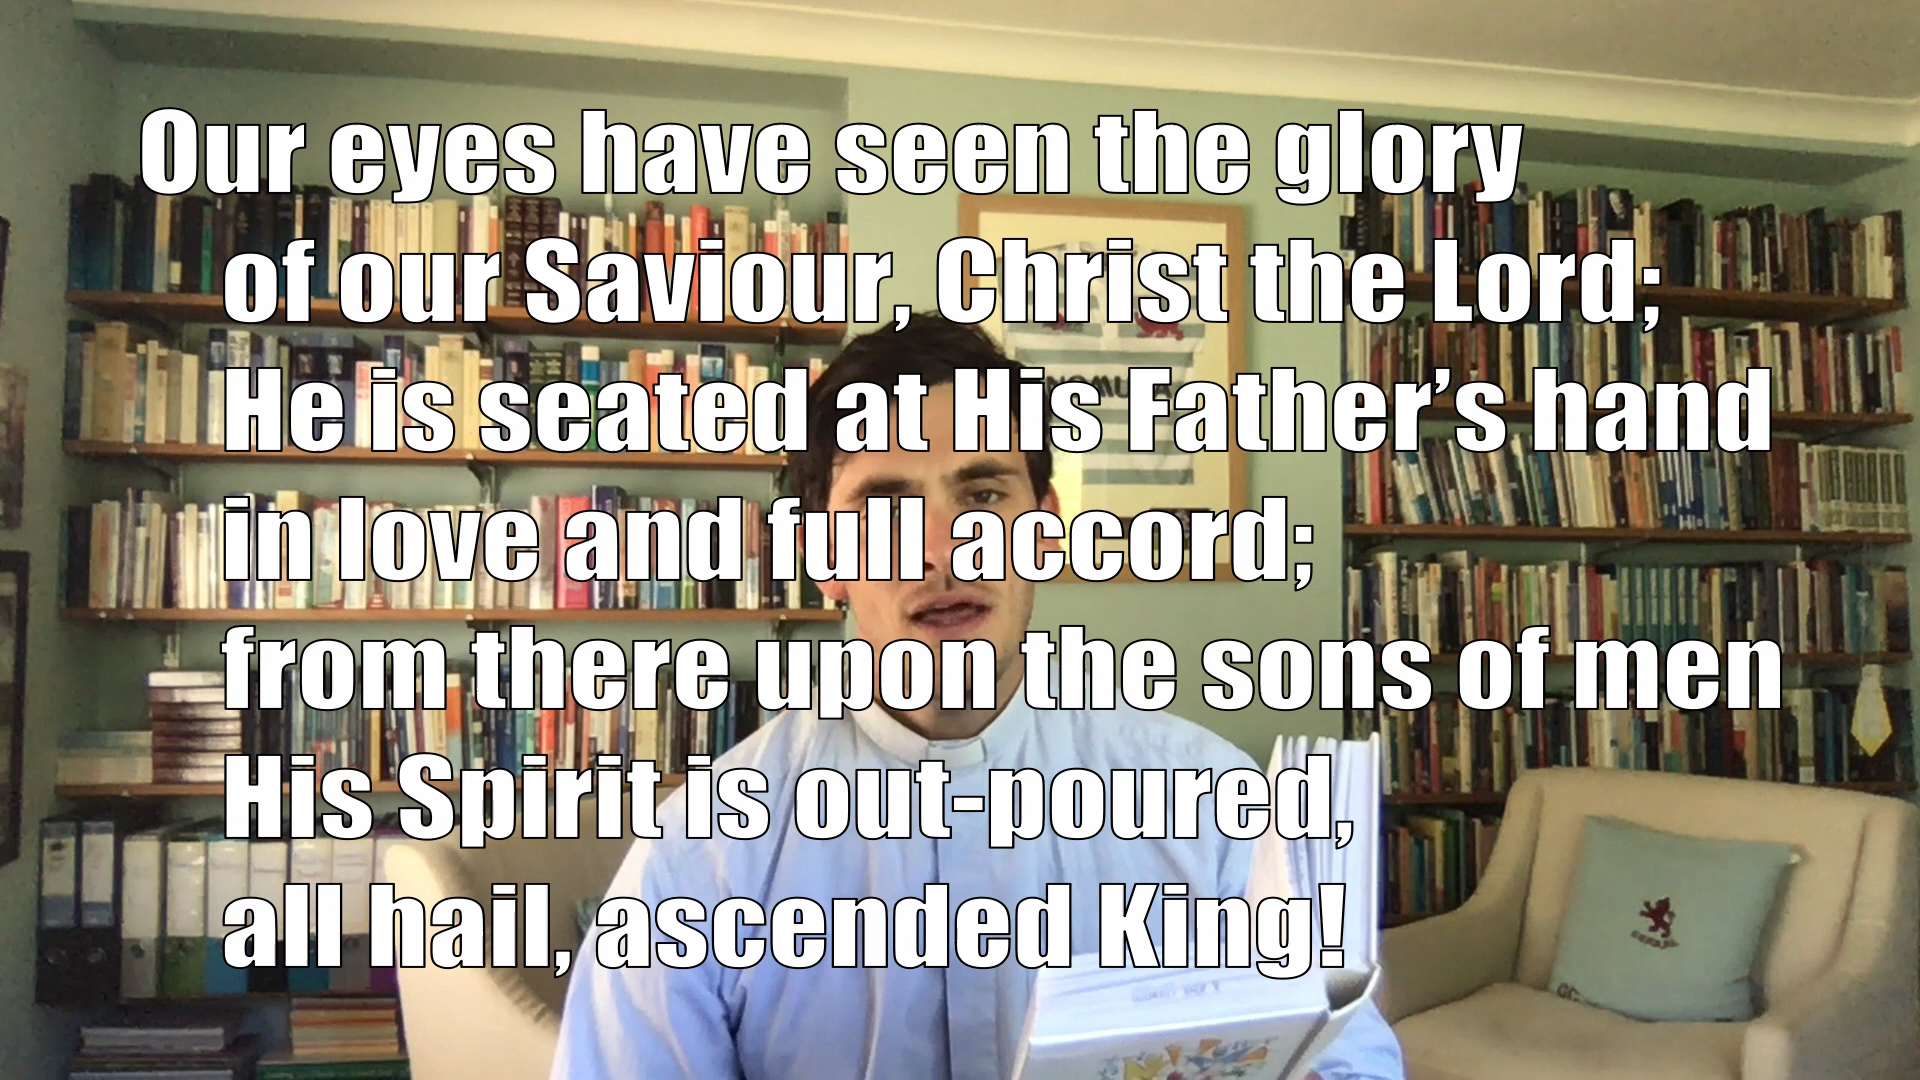 Our eyes have seen the glory
of our Saviour, Christ the Lord;
He is seated at His Father’s hand
in love and full accord;
from there upon the sons of men
His Spirit is out-poured,
all hail, ascended King!